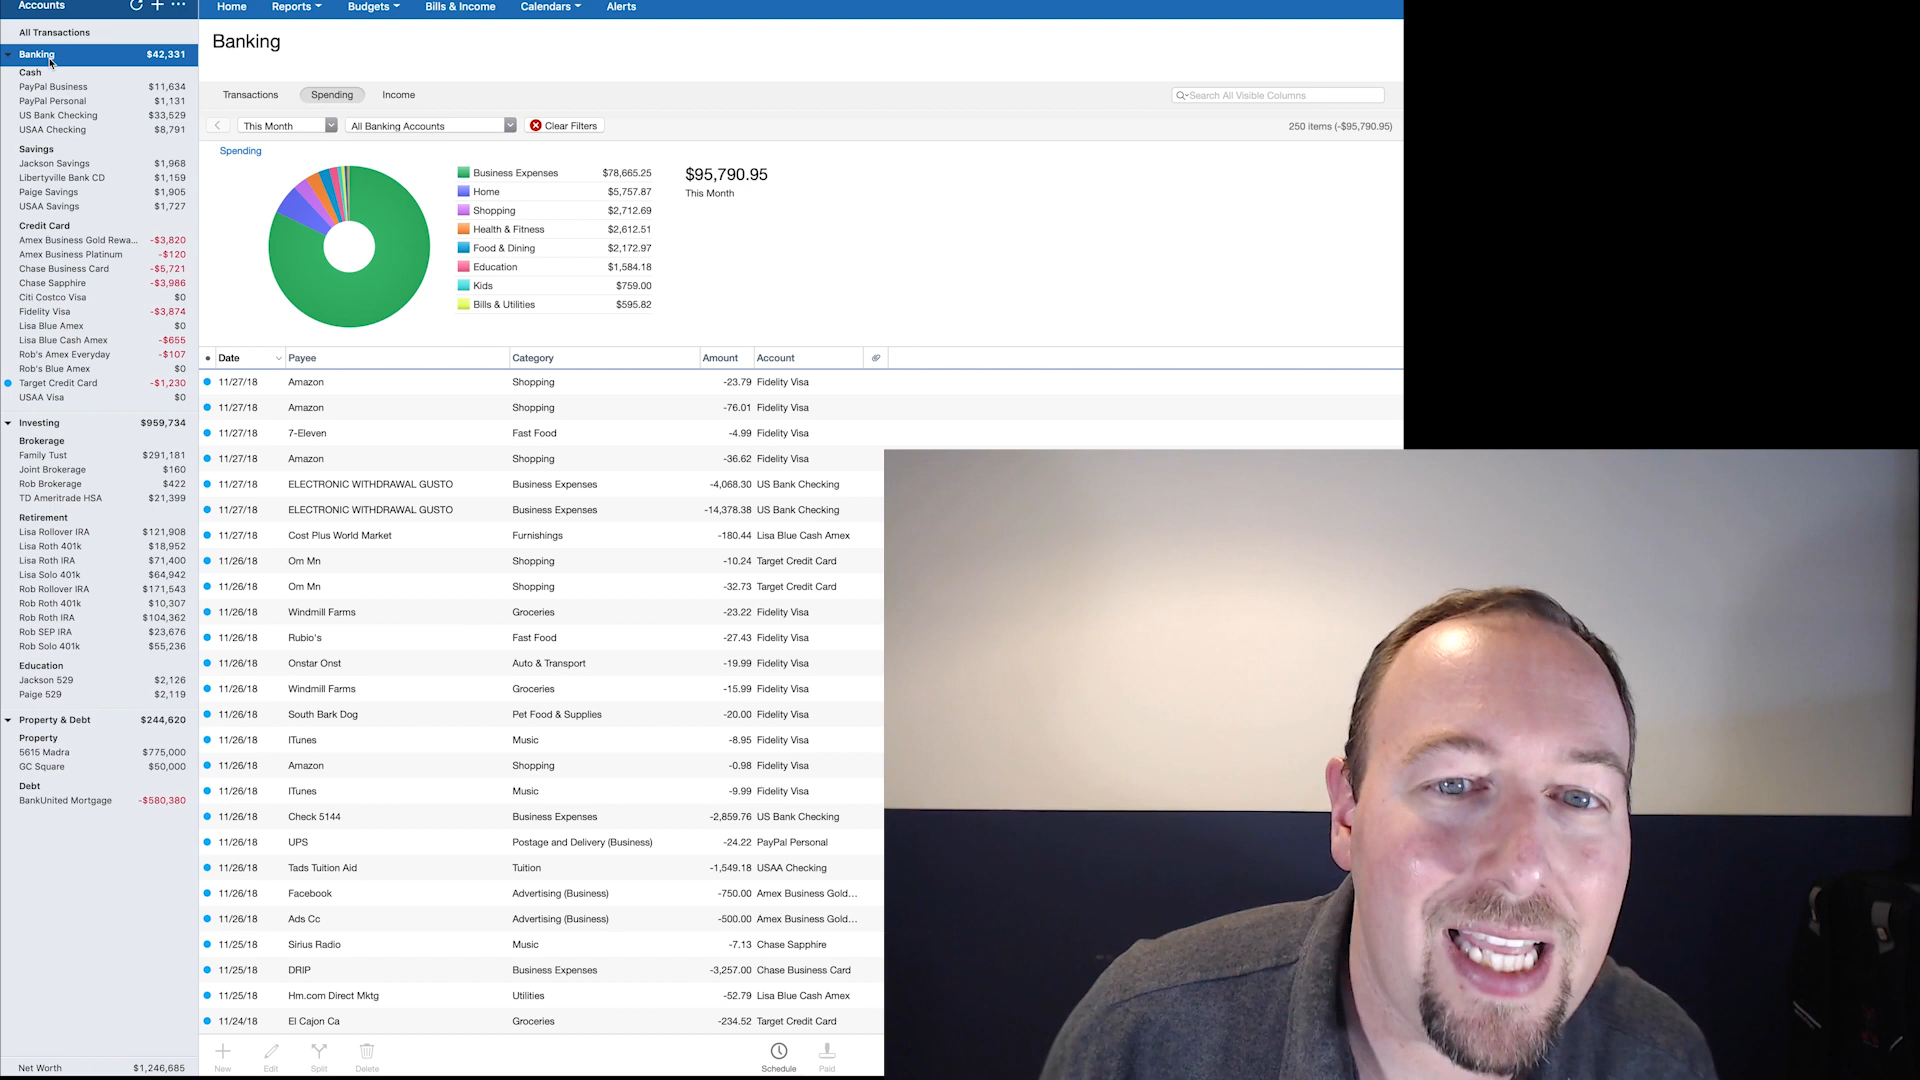 Accounts
Home Reports Budgets Bills & Income Calendars Alerts
All Transactions
Banking $42,331
Cash
PayPal Business $11,634
PayPal Personal $1,131
US Bank Checking $33,529
USAA Checking $8,791
Savings
Jackson Savings $1,968
Libertyville Bank CD $1,159
Paige Savings $1,905
USAA Savings $1,727
Credit Card
Amex Business Gold Rewa... -$3,820
Amex Business Platinum -$120
Chase Business Card -$5,721
Chase Sapphire -$3,986
Citi Costco Visa $0
Fidelity Visa -$3,874
Lisa Blue Amex $0
Lisa Blue Cash Amex -$655
Rob's Amex Everyday -$107
Rob's Blue Amex $0
Target Credit Card -$1,230
USAA Visa $0
Investing $959,734
Brokerage
Family Tust $291,181
Joint Brokerage $160
Rob Brokerage $422
TD Ameritrade HSA $21,399
Retirement
Lisa Rollover IRA $121,908
Lisa Roth 401k $18,952
Lisa Roth IRA $71,400
Lisa Solo 401k $64,942
Rob Rollover IRA $171,543
Rob Roth 401k $10,307
Rob Roth IRA $104,362
Rob SEP IRA $23,676
Rob Solo 401k $55,236
Education
Jackson 529 $2,126
Paige 529 $2,119
Property & Debt $244,620
Property
5615 Madra $775,000
GC Square $50,000
Debt
BankUnited Mortgage -$580,380
Net Worth $1,246,685
Banking
Transactions Spending Income Search All Visible Columns
This Month All Banking Accounts Clear Filters 250 items (-$95,790.95)
Spending
Business Expenses $78,665.25
Home $5,757.87
Shopping $2,712.69
Health & Fitness $2,612.51
Food & Dining $2,172.97
Education $1,584.18
Kids $759.00
Bills & Utilities $595.82
$95,790.95
This Month
Date Payee Category Amount Account
11/27/18 Amazon Shopping -23.79 Fidelity Visa
11/27/18 Amazon Shopping -76.01 Fidelity Visa
11/27/18 7-Eleven Fast Food -4.99 Fidelity Visa
11/27/18 Amazon Shopping -36.62 Fidelity Visa
11/27/18 ELECTRONIC WITHDRAWAL GUSTO Business Expenses -4,068.30 US Bank Checking
11/27/18 ELECTRONIC WITHDRAWAL GUSTO Business Expenses -14,378.38 US Bank Checking
11/27/18 Cost Plus World Market Furnishings -180.44 Lisa Blue Cash Amex
11/26/18 Om Mn Shopping -10.24 Target Credit Card
11/26/18 Om Mn Shopping -32.73 Target Credit Card
11/26/18 Windmill Farms Groceries -23.22 Fidelity Visa
11/26/18 Rubio's Fast Food -27.43 Fidelity Visa
11/26/18 Onstar Onst Auto & Transport -19.99 Fidelity Visa
11/26/18 Windmill Farms Groceries -15.99 Fidelity Visa
11/26/18 South Bark Dog Pet Food & Supplies -20.00 Fidelity Visa
11/26/18 ITunes Music -8.95 Fidelity Visa
11/26/18 Amazon Shopping -0.98 Fidelity Visa
11/26/18 ITunes Music -9.99 Fidelity Visa
11/26/18 Check 5144 Business Expenses -2,859.76 US Bank Checking
11/26/18 UPS Postage and Delivery (Business) -24.22 PayPal Personal
11/26/18 Tads Tuition Aid Tuition -1,549.18 USAA Checking
11/26/18 Facebook Advertising (Business) -750.00 Amex Business Gold...
11/26/18 Ads Cc Advertising (Business) -500.00 Amex Business Gold...
11/25/18 Sirius Radio Music -7.13 Chase Sapphire
11/25/18 DRIP Business Expenses -3,257.00 Chase Business Card
11/25/18 Hm.com Direct Mktg Utilities -52.79 Lisa Blue Cash Amex
11/24/18 El Cajon Ca Groceries -234.52 Target Credit Card
New Edit Split Delete Schedule Paid